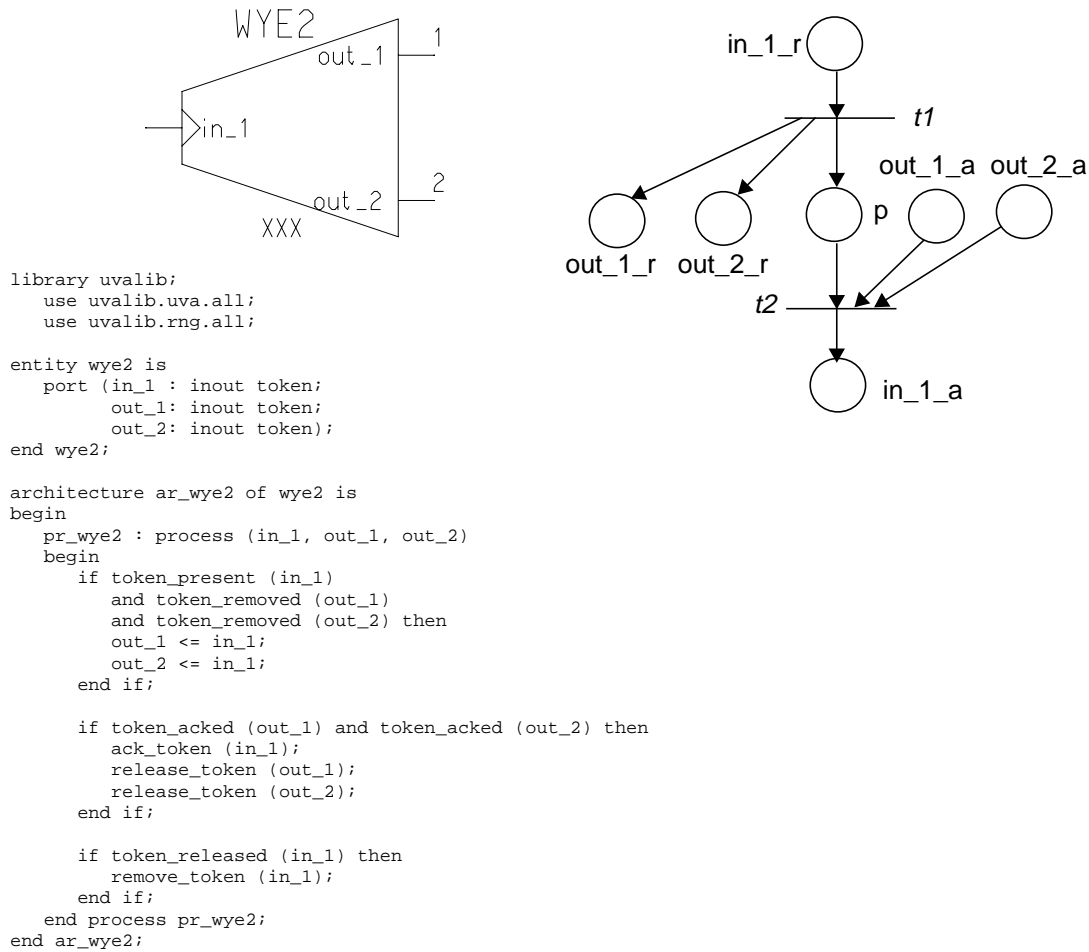 WYE2
1
out_1
in_1
out_2
2
XXX
in_1_r
t1
out_1_a out_2_a
p
out_1_r out_2_r
t2
in_1_a
library uvalib;
   use uvalib.uva.all;
   use uvalib.rng.all;
entity wye2 is
   port (in_1 : inout token;
         out_1: inout token;
         out_2: inout token);
end wye2;
architecture ar_wye2 of wye2 is
begin
   pr_wye2 : process (in_1, out_1, out_2)
   begin
      if token_present (in_1)
         and token_removed (out_1)
         and token_removed (out_2) then
         out_1 <= in_1;
         out_2 <= in_1;
      end if;
      if token_acked (out_1) and token_acked (out_2) then
         ack_token (in_1);
         release_token (out_1);
         release_token (out_2);
      end if;
      if token_released (in_1) then
         remove_token (in_1);
      end if;
   end process pr_wye2;
end ar_wye2;